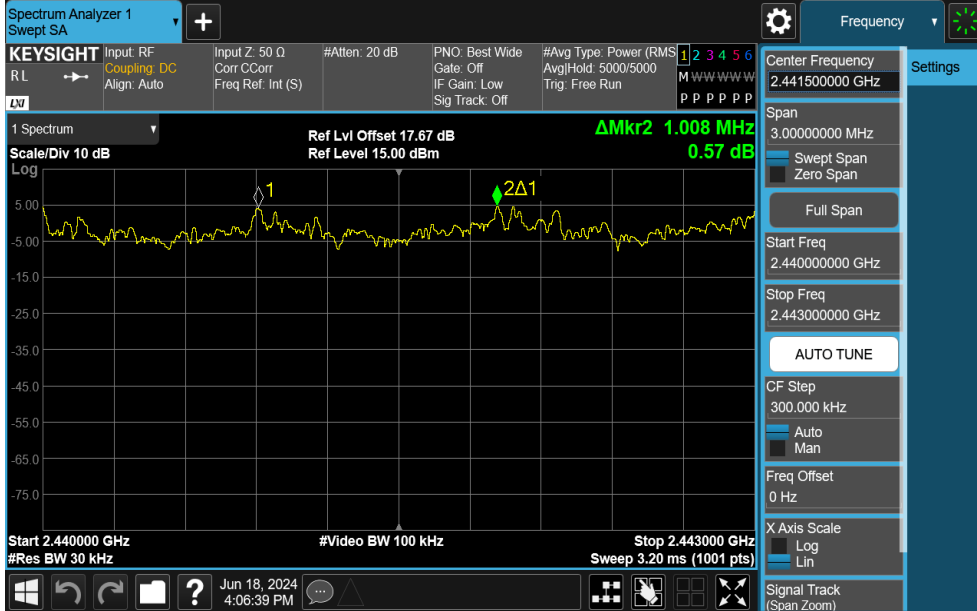 Spectrum Analyzer 1
Swept SA
+
Frequency
KEYSIGHT
RL
LXI
Input: RF
Coupling: DC
Align: Auto
Input Z: 50 Ω
Corr CCorr
Freq Ref: Int (S)
#Atten: 20 dB
PNO: Best Wide
Gate: Off
IF Gain: Low
Sig Track: Off
#Avg Type: Power (RMS
Avg|Hold: 5000/5000
Trig: Free Run
1 2 3 4 5 6
M W W W W W
P P P P P P
1 Spectrum
Scale/Div 10 dB
Ref Lvl Offset 17.67 dB
Ref Level 15.00 dBm
ΔMkr2 1.008 MHz
0.57 dB
Log
1
2Δ1
5.00
-5.00
-15.0
-25.0
-35.0
-45.0
-55.0
-65.0
-75.0
Start 2.440000 GHz
#Res BW 30 kHz
#Video BW 100 kHz
Stop 2.443000 GHz
Sweep 3.20 ms (1001 pts)
Center Frequency
2.441500000 GHz
Settings
Span
3.00000000 MHz
Swept Span
Zero Span
Full Span
Start Freq
2.440000000 GHz
Stop Freq
2.443000000 GHz
AUTO TUNE
CF Step
300.000 kHz
Auto
Man
Freq Offset
0 Hz
X Axis Scale
Log
Lin
Signal Track
(Span Zoom)
?
Jun 18, 2024
4:06:39 PM